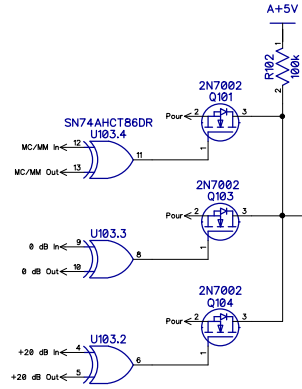 A+5V
1
R102
100k
2
2N7002
Q101
Pour 2 3
1
SN74AHCT86DR
U103.4
MC/MM In 12
11
MC/MM Out 13
2N7002
Q103
Pour 2 3
1
U103.3
0 dB In 9
8
0 dB Out 10
2N7002
Q104
Pour 2 3
1
U103.2
+20 dB In 4
6
+20 dB Out 5